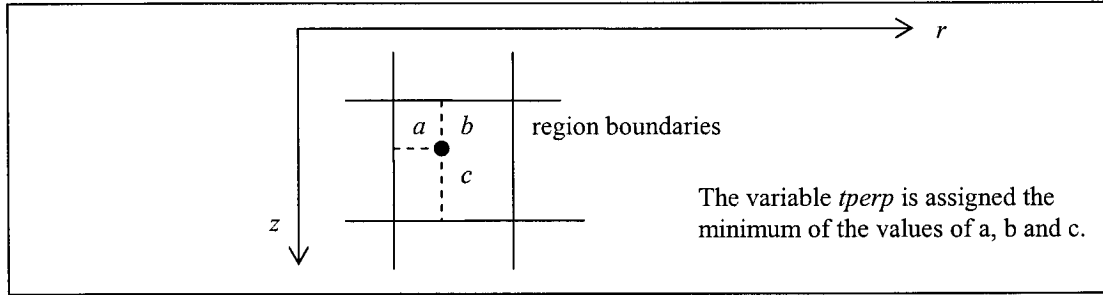 r
a
b
region boundaries
c
The variable tperp is assigned the
z
minimum of the values of a, b and c.